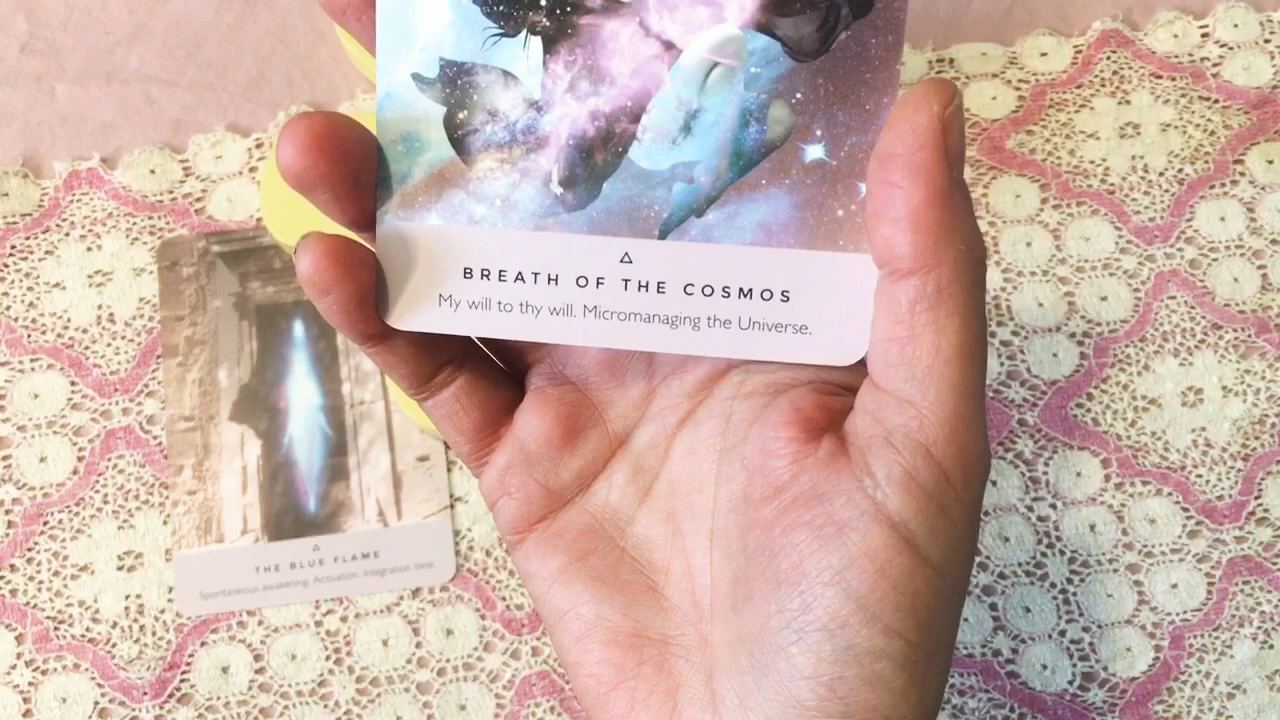 BREATH OF THE COSMOS
My will to thy will. Micromanaging the Universe.
THE BLUE FLAME
Spontaneous awakening. Activation. Integration time.